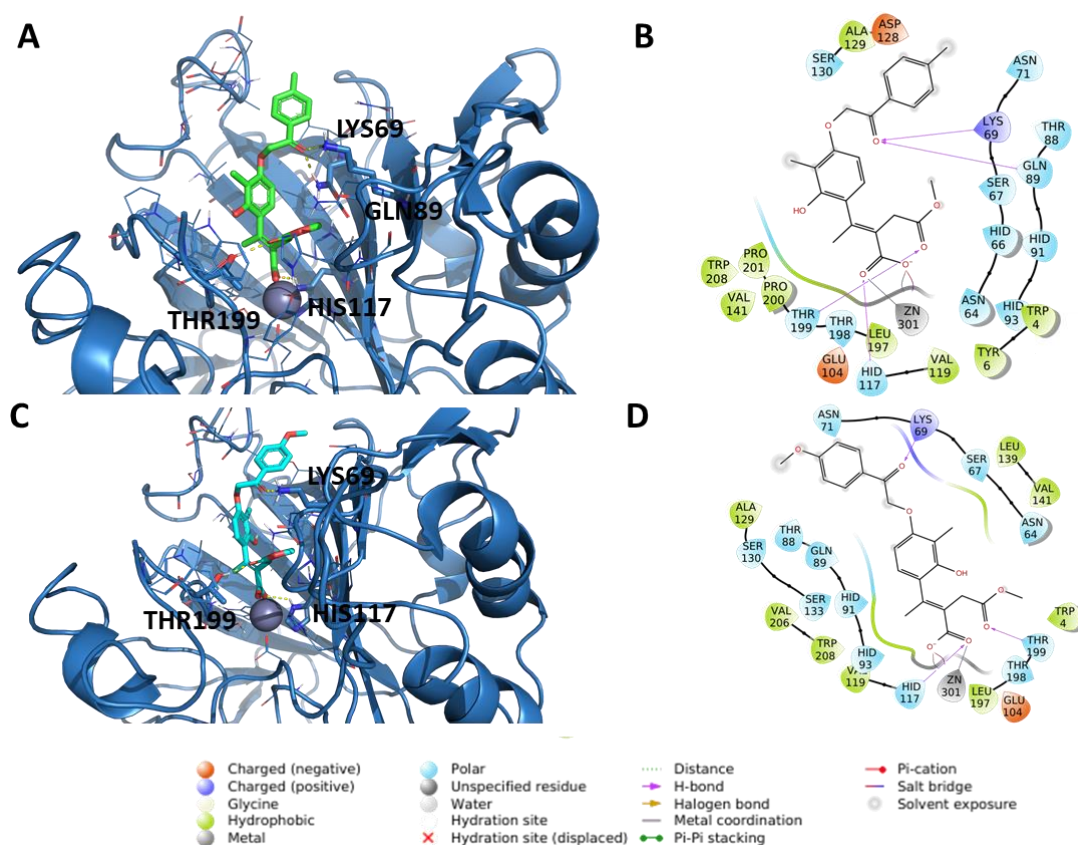 A
LYS69
GLN89
HIS117
THR199
B
ASP
128
ALA
129
SER
130
ASN
71
LYS
69
THR
88
GLN
89
SER
67
HID
66
HID
91
O
O
HO
O
O
O
O
O⁻
TRP
208
PRO
201
VAL
141
PRO
200
THR
199
THR
198
LEU
197
ZN
301
ASN
64
HID
93
TRP
4
GLU
104
HID
117
VAL
119
TYR
6
C
LYS69
THR199
HIS117
D
ASN
71
LYS
69
SER
67
LEU
139
VAL
141
ASN
64
O
O
O
OH
O
O
O
O⁻
ALA
129
SER
130
THR
88
GLN
89
SER
133
HID
91
VAL
206
TRP
208
HID
93
VAL
119
HID
117
ZN
301
LEU
197
THR
198
THR
199
TRP
4
GLU
104
Charged (negative)
Charged (positive)
Glycine
Hydrophobic
Metal
Polar
Unspecified residue
Water
Hydration site
Hydration site (displaced)
Distance
H-bond
Halogen bond
Metal coordination
Pi-Pi stacking
Pi-cation
Salt bridge
Solvent exposure